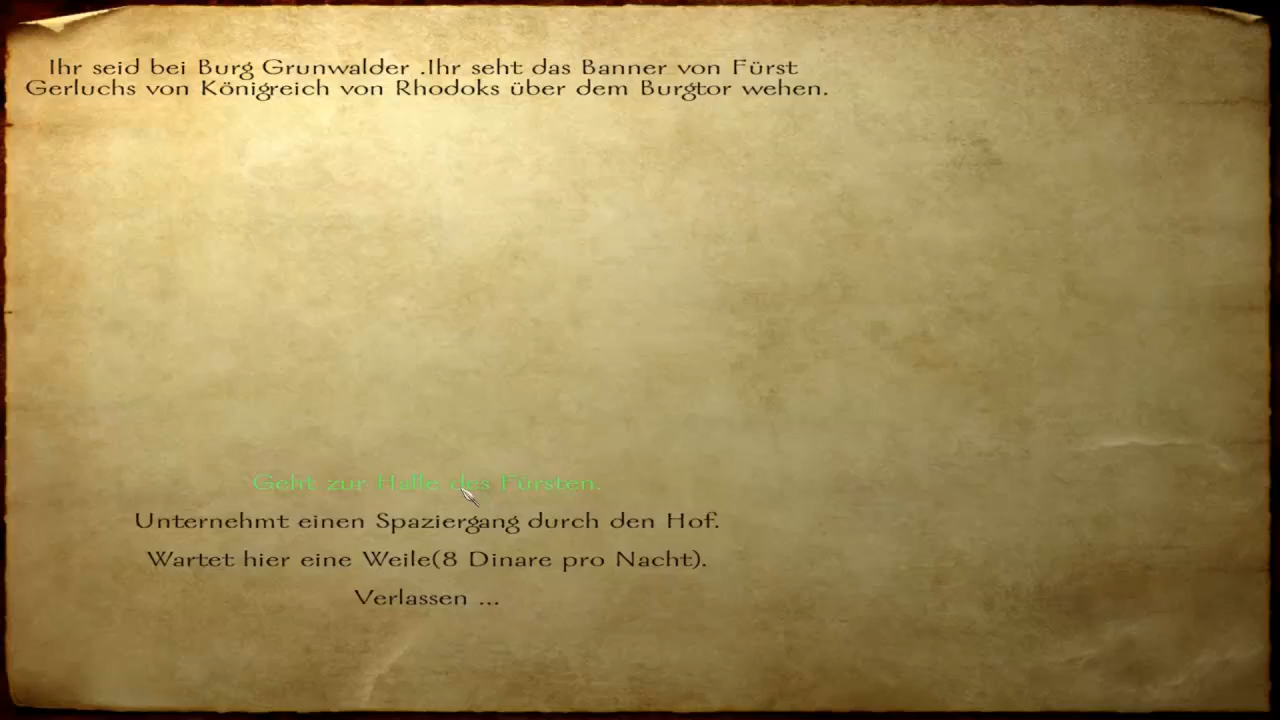 Ihr seid bei Burg Grunwalder .Ihr seht das Banner von Fürst
Gerluchs von Königreich von Rhodoks über dem Burgtor wehen.
Geht zur Halle des Fürsten.
Unternehmt einen Spaziergang durch den Hof.
Wartet hier eine Weile(8 Dinare pro Nacht).
Verlassen ...